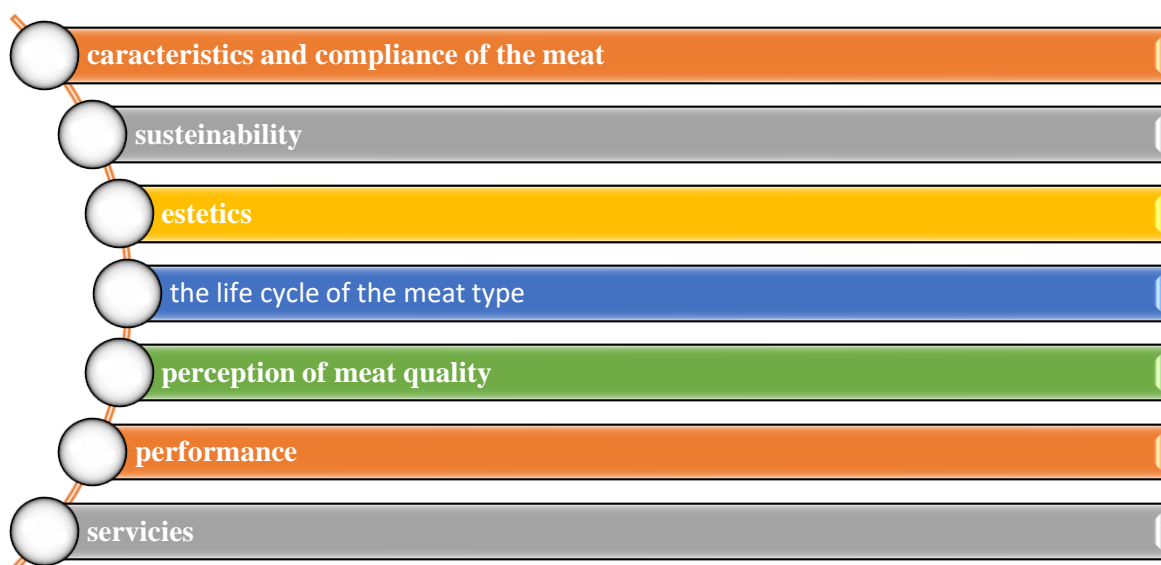 caracteristics and compliance of the meat
susteinability
estetics
the life cycle of the meat type
perception of meat quality
performance
servicies